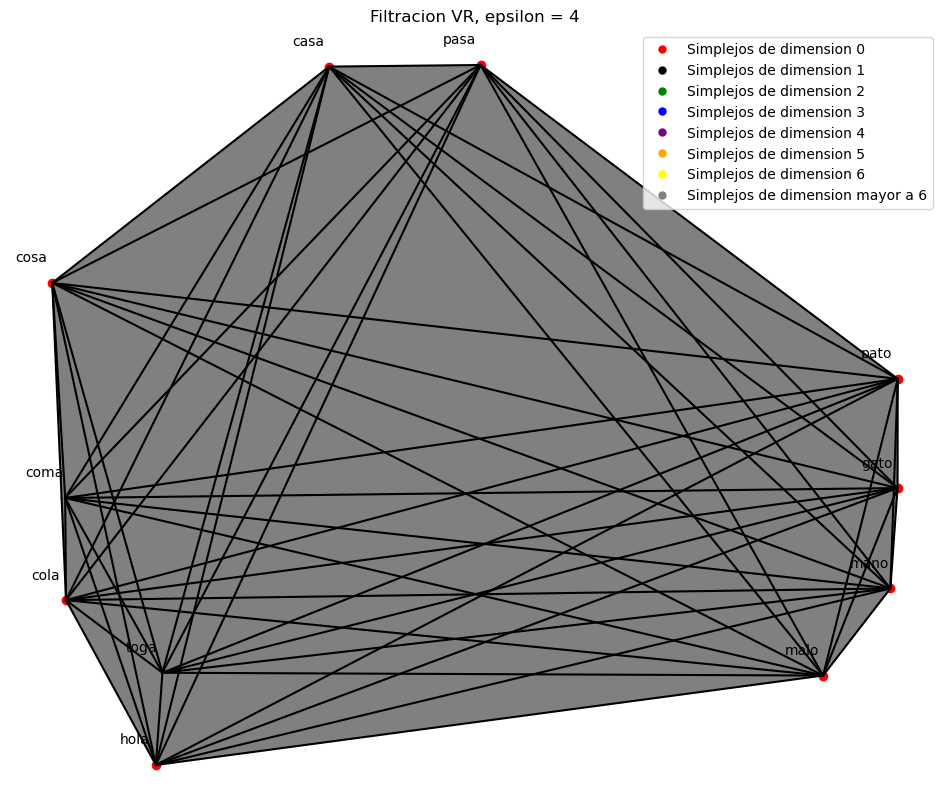 Filtracion VR, epsilon = 4
casa
pasa
Simplejos de dimension 0
Simplejos de dimension 1
Simplejos de dimension 2
Simplejos de dimension 3
Simplejos de dimension 4
Simplejos de dimension 5
Simplejos de dimension 6
Simplejos de dimension mayor a 6
cosa
pato
gato
coma
mano
cola
toga
malo
hola